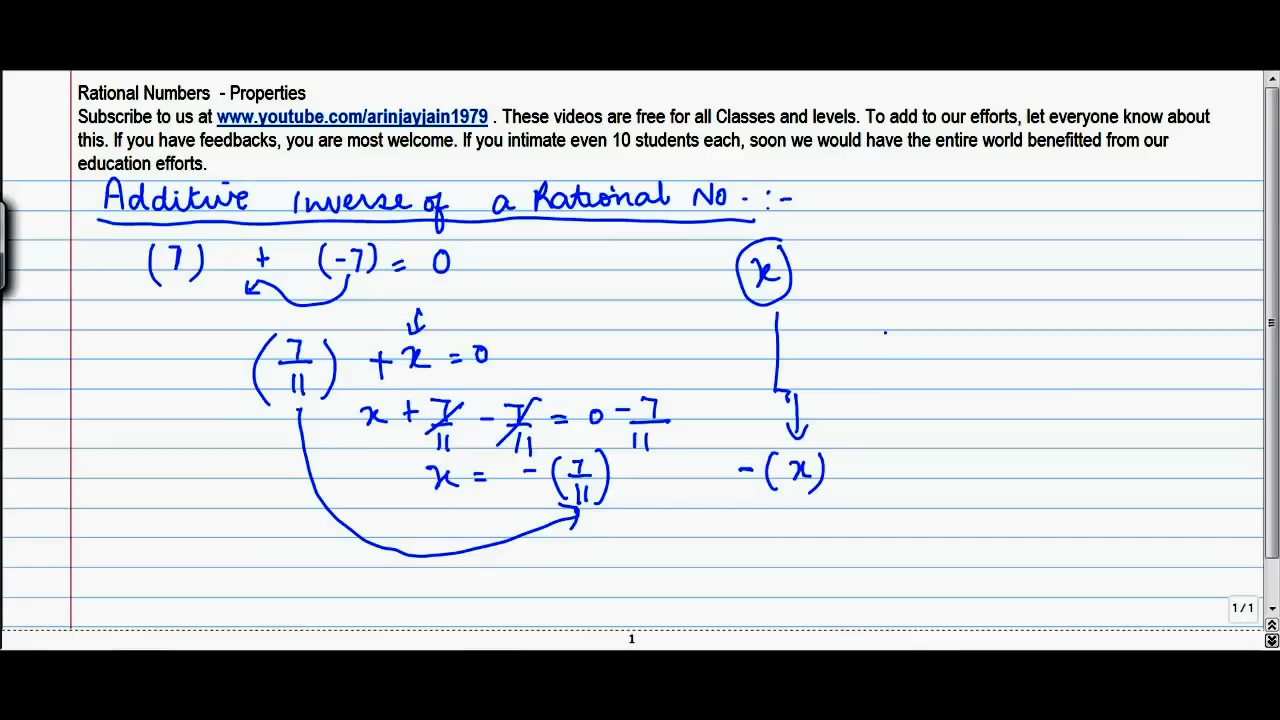 Rational Numbers - Properties
Subscribe to us at www.youtube.com/arinjayjain1979 . These videos are free for all Classes and levels. To add to our efforts, let everyone know about
this. If you have feedbacks, you are most welcome. If you intimate even 10 students each, soon we would have the entire world benefitted from our
education efforts.
Additive Inverse of a Rational No. :-
(7) + (-7) = 0
x
(7/11) + x = 0
x + 7/11 - 7/11 = 0 - 7/11
x = -(7/11)
-(x)
1/1
1